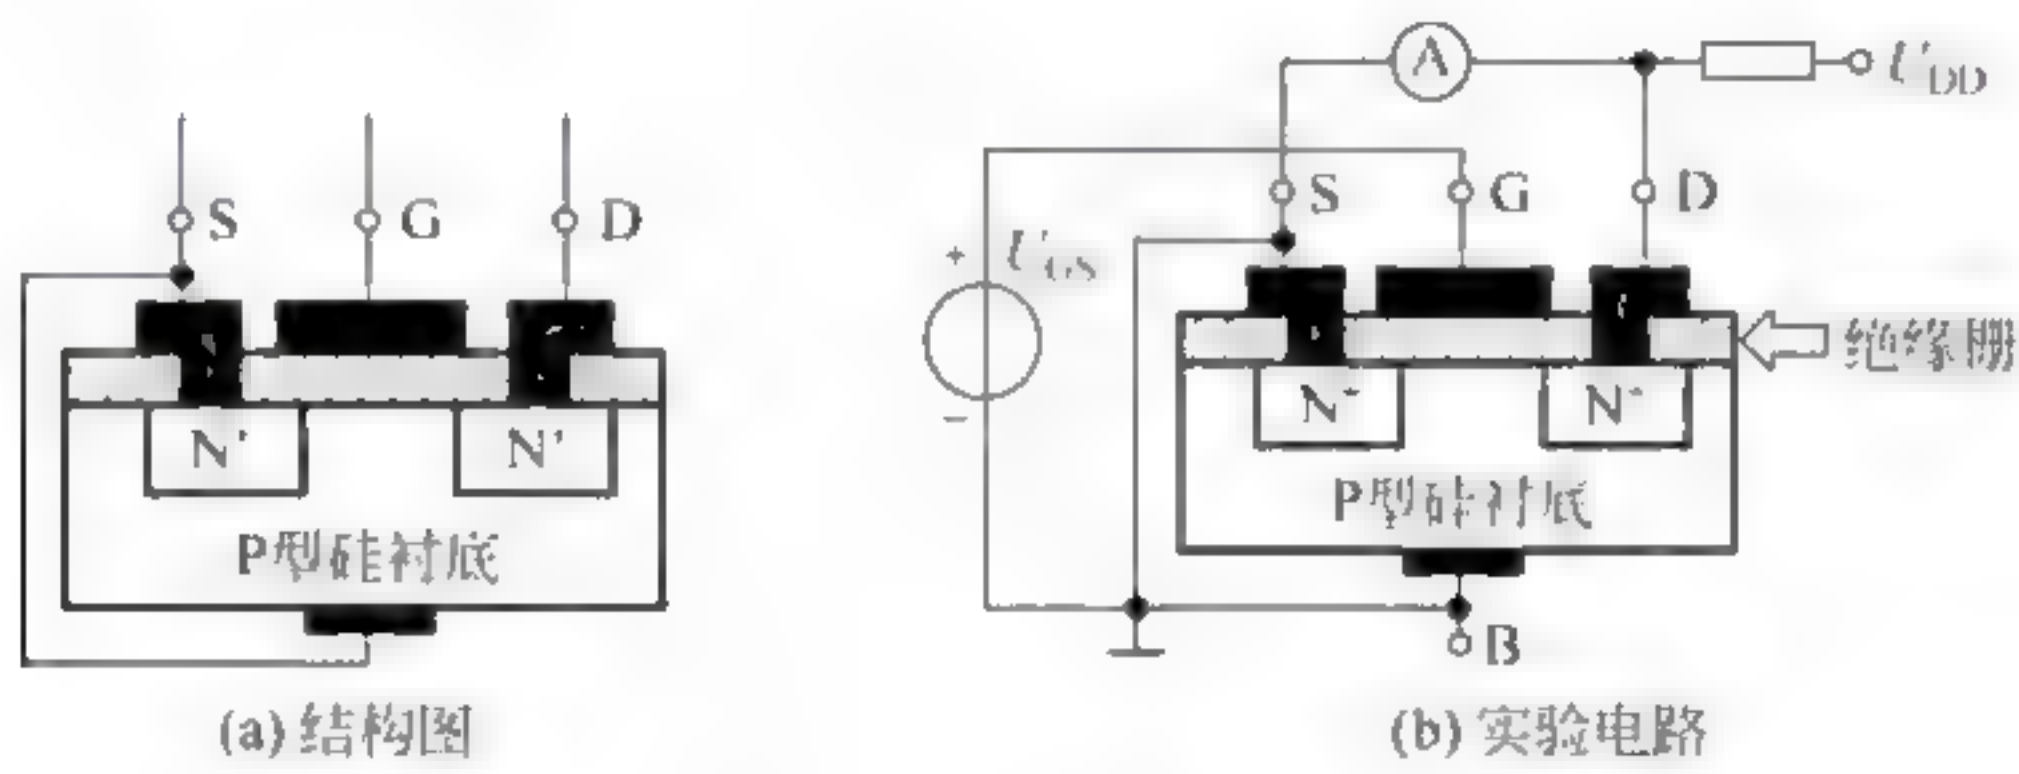 S G D
N⁺ N⁺
P型硅衬底
(a) 结构图
A
U_DD
S G D
+ U_GS
−
绝缘栅
N⁺ N⁺
P型硅衬底
B
(b) 实验电路